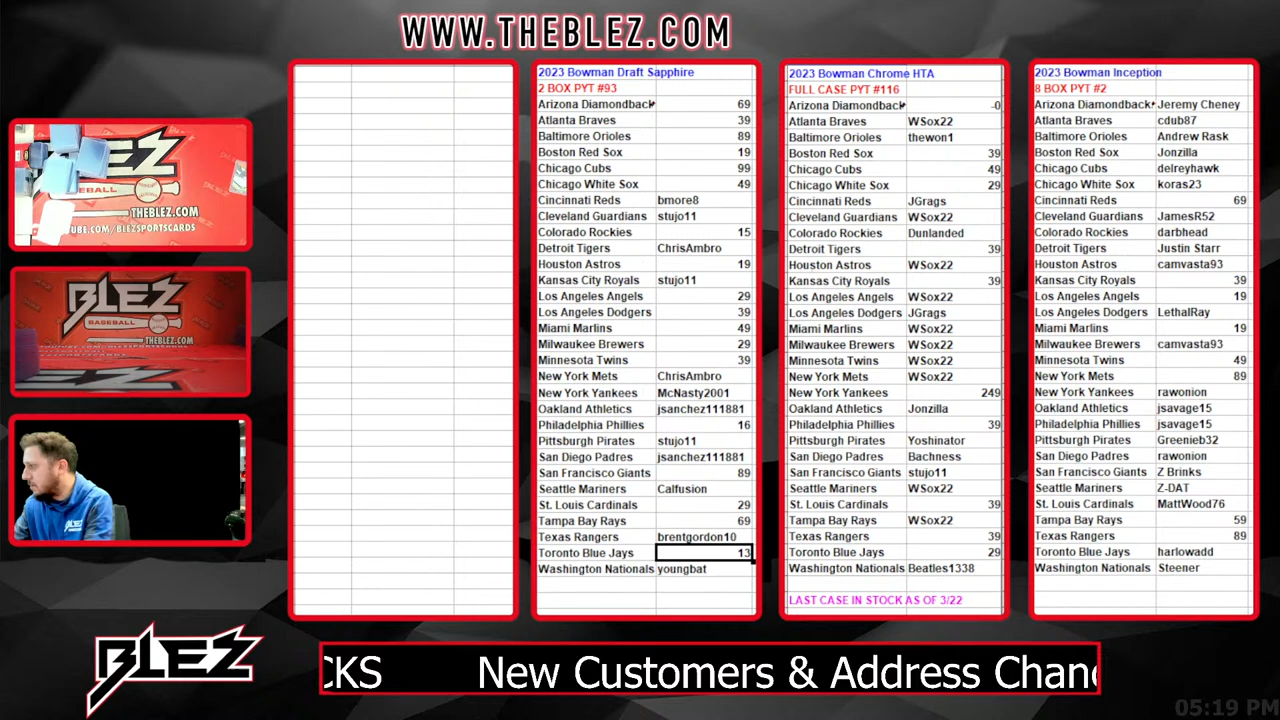 WWW.THEBLEZ.COM
EZ
BASEBALL
THEBLEZ.COM
TUBE.COM/BLEZSPORTSCARDS
BLEZ
BASEBALL
THEBLEZ.COM
BLEZ
2023 Bowman Draft Sapphire
2 BOX PYT #93
Arizona Diamondback 69
Atlanta Braves 39
Baltimore Orioles 89
Boston Red Sox 19
Chicago Cubs 99
Chicago White Sox 49
Cincinnati Reds bmore8
Cleveland Guardians stujo11
Colorado Rockies 15
Detroit Tigers ChrisAmbro
Houston Astros 19
Kansas City Royals stujo11
Los Angeles Angels 29
Los Angeles Dodgers 39
Miami Marlins 49
Milwaukee Brewers 29
Minnesota Twins 39
New York Mets ChrisAmbro
New York Yankees McNasty2001
Oakland Athletics jsanchez111881
Philadelphia Phillies 16
Pittsburgh Pirates stujo11
San Diego Padres jsanchez111881
San Francisco Giants 89
Seattle Mariners Calfusion
St. Louis Cardinals 29
Tampa Bay Rays 69
Texas Rangers brentgordon10
Toronto Blue Jays 13
Washington Nationals youngbat
2023 Bowman Chrome HTA
FULL CASE PYT #116
Arizona Diamondback -0
Atlanta Braves WSox22
Baltimore Orioles thewon1
Boston Red Sox 39
Chicago Cubs 49
Chicago White Sox 29
Cincinnati Reds JGrags
Cleveland Guardians WSox22
Colorado Rockies Dunlanded
Detroit Tigers 39
Houston Astros WSox22
Kansas City Royals 39
Los Angeles Angels WSox22
Los Angeles Dodgers JGrags
Miami Marlins WSox22
Milwaukee Brewers WSox22
Minnesota Twins WSox22
New York Mets WSox22
New York Yankees 249
Oakland Athletics Jonzilla
Philadelphia Phillies 39
Pittsburgh Pirates Yoshinator
San Diego Padres Bachness
San Francisco Giants stujo11
Seattle Mariners WSox22
St. Louis Cardinals 39
Tampa Bay Rays WSox22
Texas Rangers 39
Toronto Blue Jays 29
Washington Nationals Beatles1338
LAST CASE IN STOCK AS OF 3/22
2023 Bowman Inception
8 BOX PYT #2
Arizona Diamondback Jeremy Cheney
Atlanta Braves cdub87
Baltimore Orioles Andrew Rask
Boston Red Sox Jonzilla
Chicago Cubs delreyhawk
Chicago White Sox koras23
Cincinnati Reds 69
Cleveland Guardians JamesR52
Colorado Rockies darbhead
Detroit Tigers Justin Starr
Houston Astros camvasta93
Kansas City Royals 39
Los Angeles Angels 19
Los Angeles Dodgers LethalRay
Miami Marlins 19
Milwaukee Brewers camvasta93
Minnesota Twins 49
New York Mets 89
New York Yankees rawonion
Oakland Athletics jsavage15
Philadelphia Phillies jsavage15
Pittsburgh Pirates Greenieb32
San Diego Padres rawonion
San Francisco Giants Z Brinks
Seattle Mariners Z-DAT
St. Louis Cardinals MattWood76
Tampa Bay Rays 59
Texas Rangers 89
Toronto Blue Jays harlowadd
Washington Nationals Steener
BLEZ
CKS New Customers & Address Chan
05:19 PM